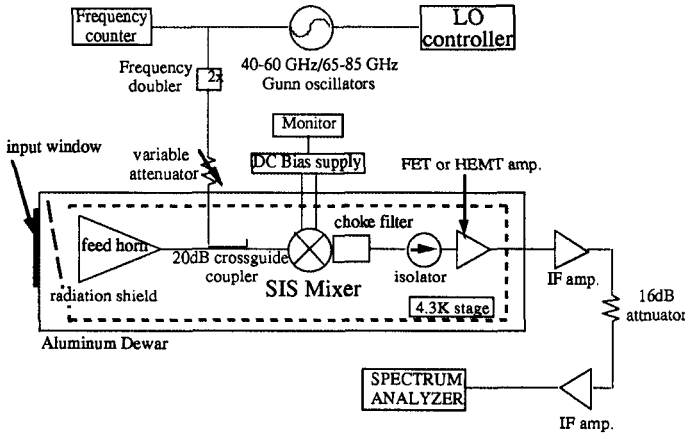 Frequency
counter
LO
controller
40-60 GHz/65-85 GHz
Gunn oscillators
Frequency
doubler
2x
Monitor
DC Bias supply
input window
variable
attenuator
FET or HEMT amp.
choke filter
feed horn
20dB crossguide
coupler
SIS Mixer
isolator
IF amp.
radiation shield
4.3K stage
16dB
attnuator
Aluminum Dewar
SPECTRUM
ANALYZER
IF amp.